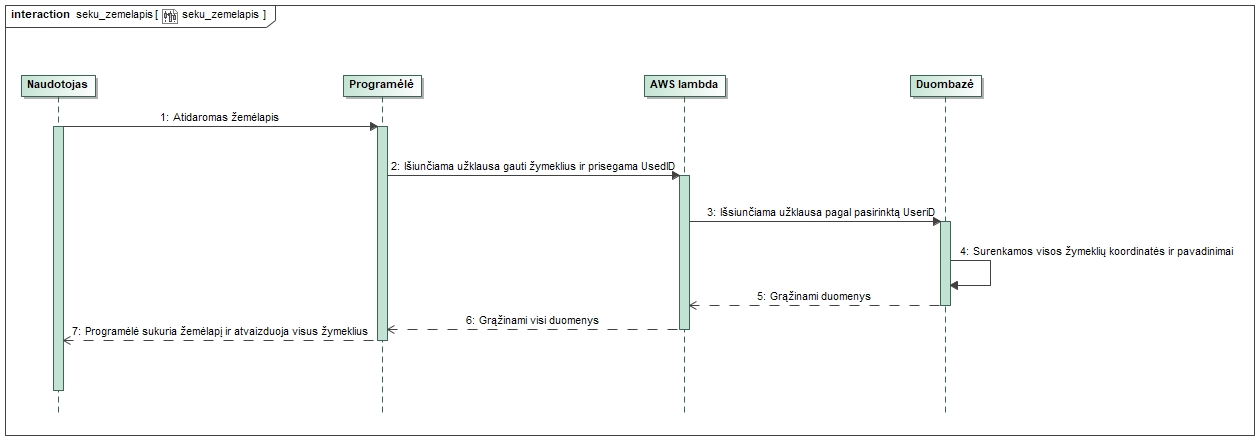 interaction seku_zemelapis [ seku_zemelapis ]
Naudotojas
Programėlė
AWS lambda
Duombazė
1: Atidaromas žemėlapis
2: Išiunčiama užklausa gauti žymeklius ir prisegama UsedID
3: Išsiunčiama užklausa pagal pasirinktą UseriD
4: Surenkamos visos žymeklių koordinatės ir pavadinimai
5: Grąžinami duomenys
6: Grąžinami visi duomenys
7: Programėlė sukuria žemėlapį ir atvaizduoja visus žymeklius